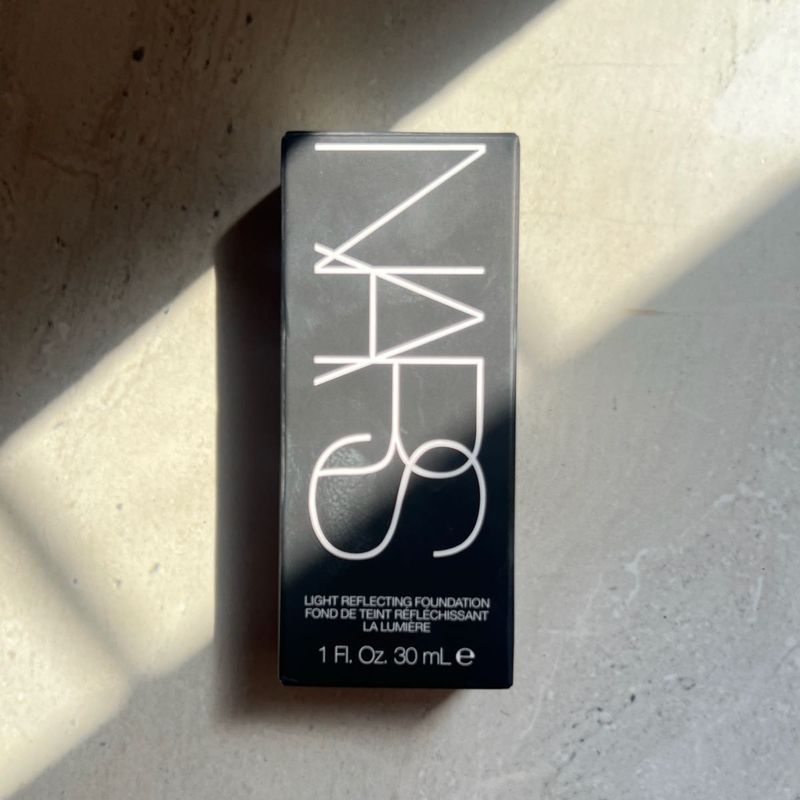 NARS
LIGHT REFLECTING FOUNDATION
FOND DE TEINT RÉFLÉCHISSANT
LA LUMIÈRE
1 Fl. Oz. 30 mL ℮